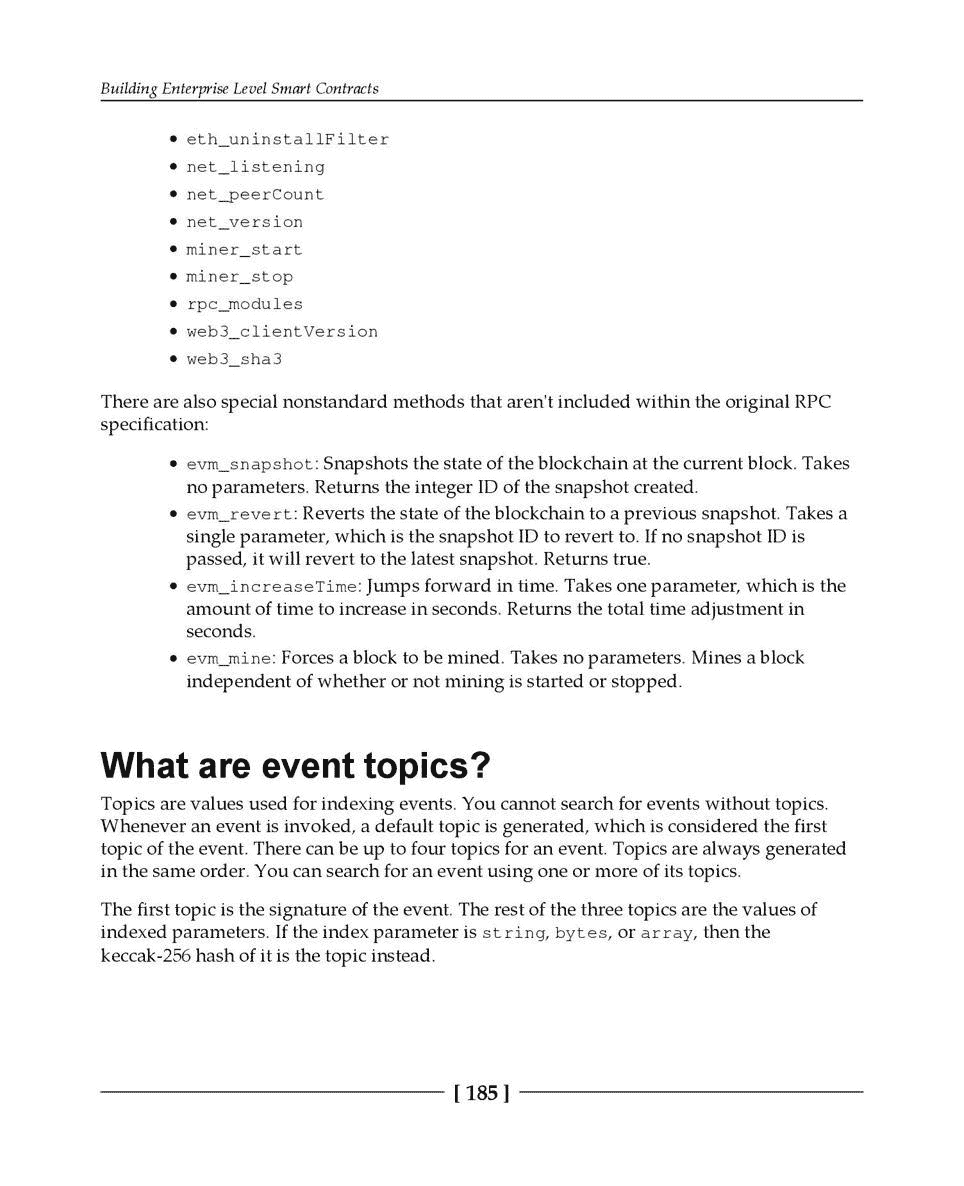 Building Enterprise Level Smart Contracts
• eth_uninstallFilter
• net_listening
• net_peerCount
• net_version
• miner_start
• miner_stop
• rpc_modules
• web3_clientVersion
• web3_sha3
There are also special nonstandard methods that aren't included within the original RPC
specification:
• evm_snapshot: Snapshots the state of the blockchain at the current block. Takes
no parameters. Returns the integer ID of the snapshot created.
• evm_revert: Reverts the state of the blockchain to a previous snapshot. Takes a
single parameter, which is the snapshot ID to revert to. If no snapshot ID is
passed, it will revert to the latest snapshot. Returns true.
• evm_increaseTime: Jumps forward in time. Takes one parameter, which is the
amount of time to increase in seconds. Returns the total time adjustment in
seconds.
• evm_mine: Forces a block to be mined. Takes no parameters. Mines a block
independent of whether or not mining is started or stopped.
What are event topics?
Topics are values used for indexing events. You cannot search for events without topics.
Whenever an event is invoked, a default topic is generated, which is considered the first
topic of the event. There can be up to four topics for an event. Topics are always generated
in the same order. You can search for an event using one or more of its topics.
The first topic is the signature of the event. The rest of the three topics are the values of
indexed parameters. If the index parameter is string, bytes, or array, then the
keccak-256 hash of it is the topic instead.
[ 185 ]